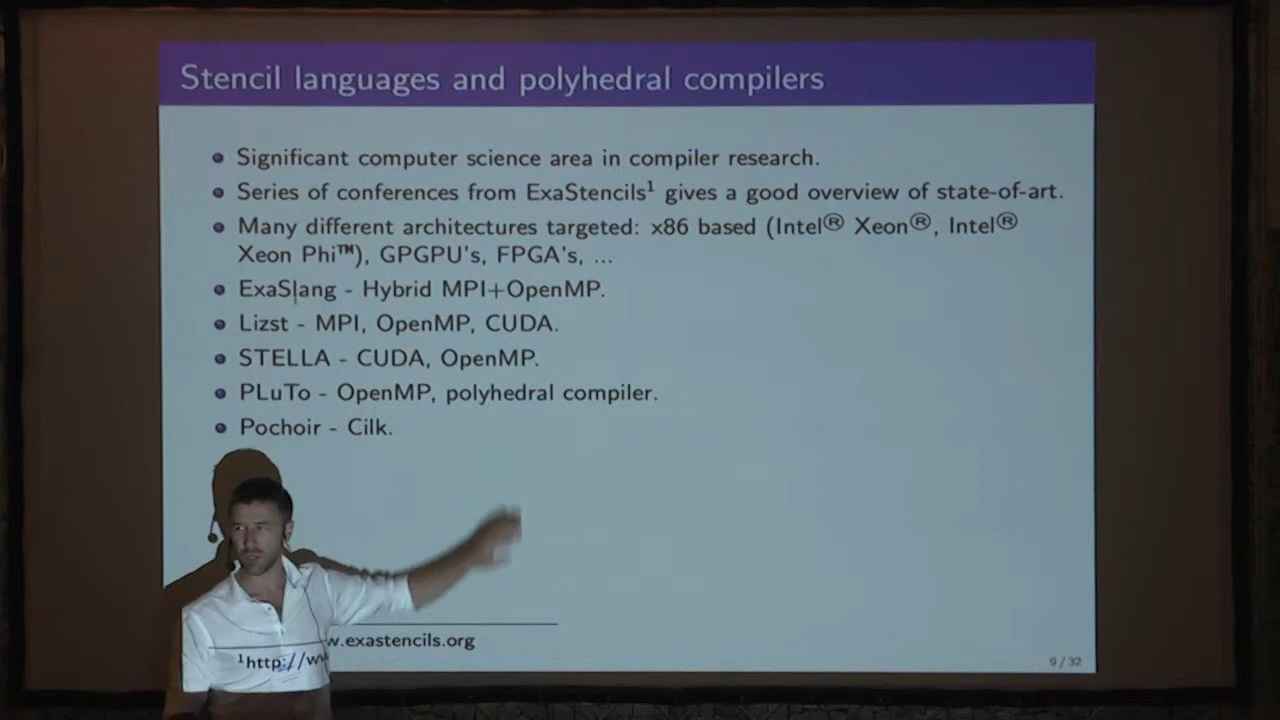 Stencil languages and polyhedral compilers
Significant computer science area in compiler research.
Series of conferences from ExaStencils¹ gives a good overview of state-of-art.
Many different architectures targeted: x86 based (Intel® Xeon®, Intel®
Xeon Phi™), GPGPU's, FPGA's, ...
ExaSlang - Hybrid MPI+OpenMP.
Lizst - MPI, OpenMP, CUDA.
STELLA - CUDA, OpenMP.
PLuTo - OpenMP, polyhedral compiler.
Pochoir - Cilk.
¹http://www.exastencils.org
9 / 32